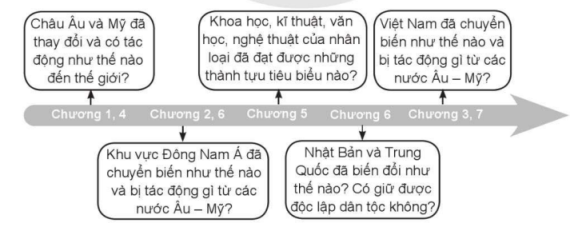 Châu Âu và Mỹ đã
thay đổi và có tác
động như thế nào
đến thế giới?
Khoa học, kĩ thuật, văn
học, nghệ thuật của nhân
loại đã đạt được những
thành tựu tiêu biểu nào?
Việt Nam đã chuyển
biến như thế nào và
bị tác động gì từ các
nước Âu – Mỹ?
Chương 1, 4
Chương 2, 6
Chương 5
Chương 6
Chương 3, 7
Khu vực Đông Nam Á đã
chuyển biến như thế nào
và bị tác động gì từ các
nước Âu – Mỹ?
Nhật Bản và Trung
Quốc đã biến đổi như
thế nào? Có giữ được
độc lập dân tộc không?